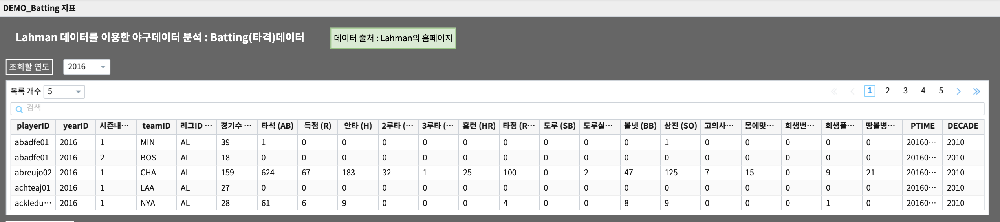 DEMO_Batting 지표
Lahman 데이터를 이용한 야구데이터 분석 : Batting(타격)데이터
데이터 출처 : Lahman의 홈페이지
조회할 연도 2016
목록 개수 5 « ‹ 1 2 3 4 5 › »
검색
playerID yearID 시즌내… teamID 리그ID … 경기수 … 타석 (AB) 득점 (R) 안타 (H) 2루타 (… 3루타 (… 홈런 (HR) 타점 (R… 도루 (SB) 도루실… 볼넷 (BB) 삼진 (SO) 고의사… 몸에맞… 희생번… 희생플… 땅볼병… PTIME DECADE
abadfe01 2016 1 MIN AL 39 1 0 0 0 0 0 0 0 0 0 1 0 0 0 0 0 20160… 2010
abadfe01 2016 2 BOS AL 18 0 0 0 0 0 0 0 0 0 0 0 0 0 0 0 0 20160… 2010
abreujo02 2016 1 CHA AL 159 624 67 183 32 1 25 100 0 2 47 125 7 15 0 9 21 20160… 2010
achteaj01 2016 1 LAA AL 27 0 0 0 0 0 0 0 0 0 0 0 0 0 0 0 0 20160… 2010
ackledu… 2016 1 NYA AL 28 61 6 9 0 0 0 4 0 0 8 9 0 0 0 1 0 20160… 2010